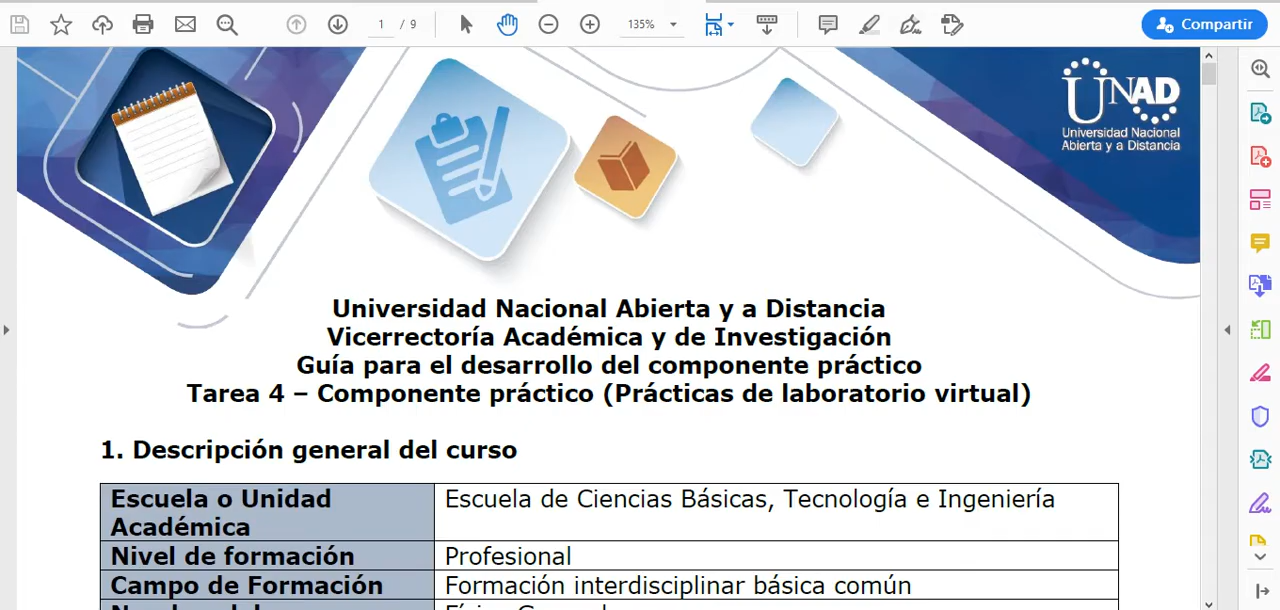 1 / 9
135%
Compartir
UNAD
Universidad Nacional
Abierta y a Distancia
Universidad Nacional Abierta y a Distancia
Vicerrectoría Académica y de Investigación
Guía para el desarrollo del componente práctico
Tarea 4 – Componente práctico (Prácticas de laboratorio virtual)
1. Descripción general del curso
Escuela o Unidad Académica
Escuela de Ciencias Básicas, Tecnología e Ingeniería
Nivel de formación
Profesional
Campo de Formación
Formación interdisciplinar básica común